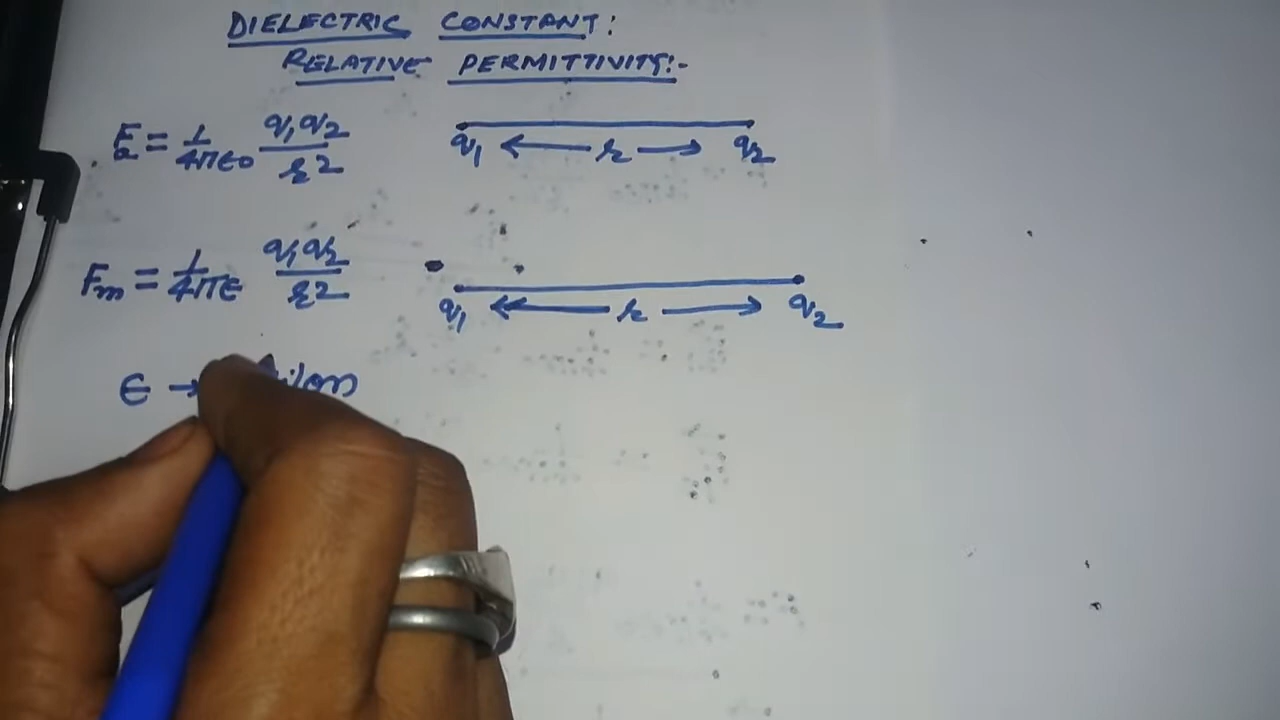 DIELECTRIC CONSTANT:
RELATIVE PERMITTIVITY:-
Fa = 1/4πε0 q1q2/r2
q1 ← r → q2
Fm = 1/4πε q1q2/r2
q1 ← r → q2
ε →